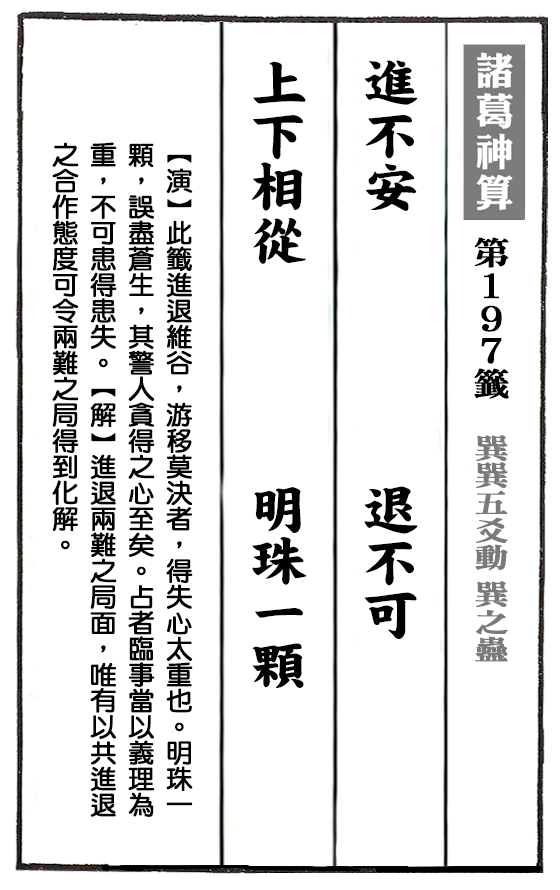 諸葛神算 第197籤 巽巽五爻動 巽之蠱
進不安 退不可
上下相從 明珠一顆
【演】此籤進退維谷，游移莫決者，得失心太重也。明珠一
顆，誤盡蒼生，其警人貪得之心至矣。占者臨事當以義理為
重，不可患得患失。【解】進退兩難之局面，唯有以共進退
之合作態度可令兩難之局得到化解。